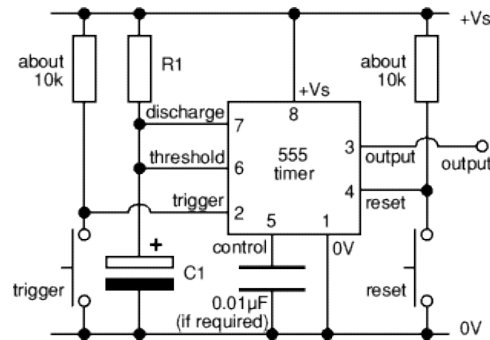 +Vs
about
10k
R1
about
10k
+Vs
8
discharge
7
555
timer
3
output
output
threshold
6
4
reset
trigger
2
5
1
control
0V
+
C1
trigger
0.01µF
(if required)
reset
0V